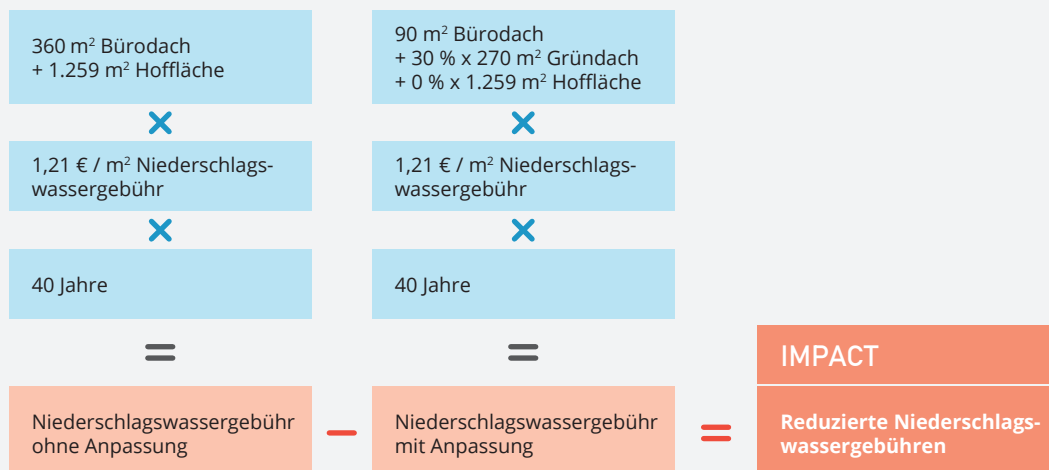 360 m² Bürodach
+ 1.259 m² Hoffläche
×
1,21 € / m² Niederschlags-
wassergebühr
×
40 Jahre
=
Niederschlagswassergebühr
ohne Anpassung
−
90 m² Bürodach
+ 30 % x 270 m² Gründach
+ 0 % x 1.259 m² Hoffläche
×
1,21 € / m² Niederschlags-
wassergebühr
×
40 Jahre
=
Niederschlagswassergebühr
mit Anpassung
=
IMPACT
Reduzierte Niederschlags-
wassergebühren